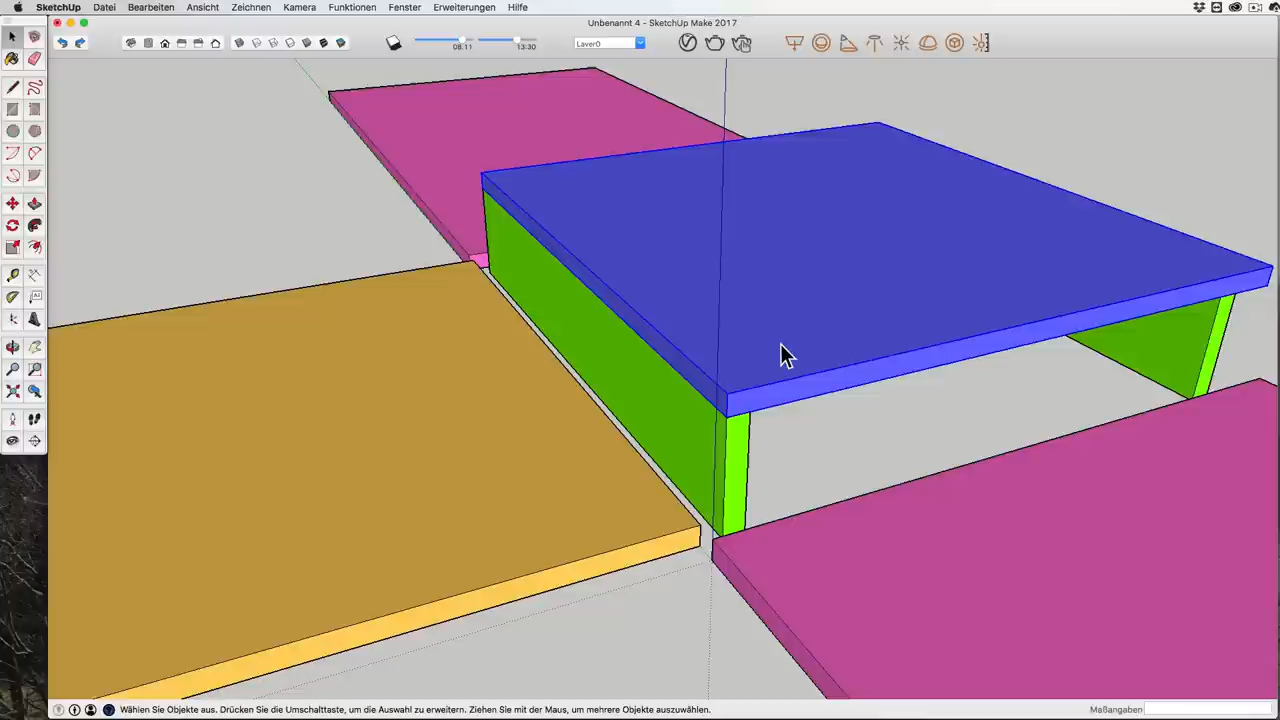 SketchUp Datei Bearbeiten Ansicht Zeichnen Kamera Funktionen Fenster Erweiterungen Hilfe
Unbenannt 4 - SketchUp Make 2017
08.11 13:30 Layer0
Wählen Sie Objekte aus. Drücken Sie die Umschalttaste, um die Auswahl zu erweitern. Ziehen Sie mit der Maus, um mehrere Objekte auszuwählen.
Maßangaben